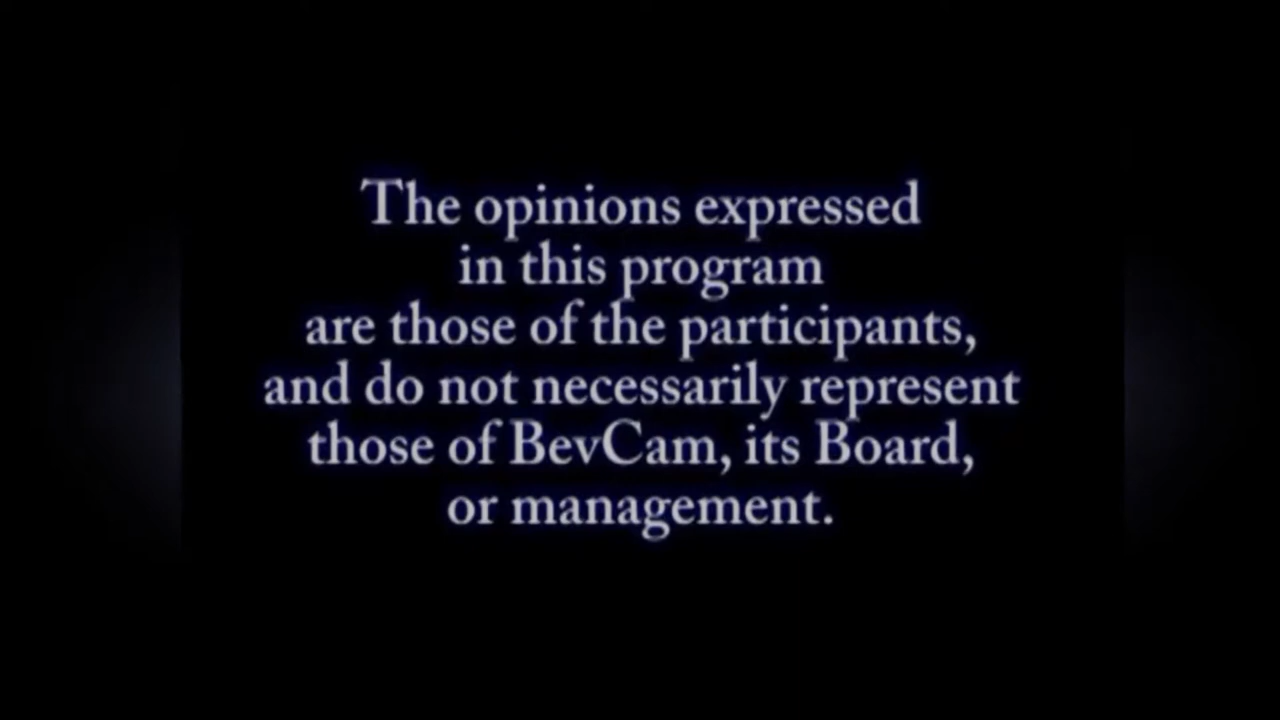 The opinions expressed
in this program
are those of the participants,
and do not necessarily represent
those of BevCam, its Board,
or management.